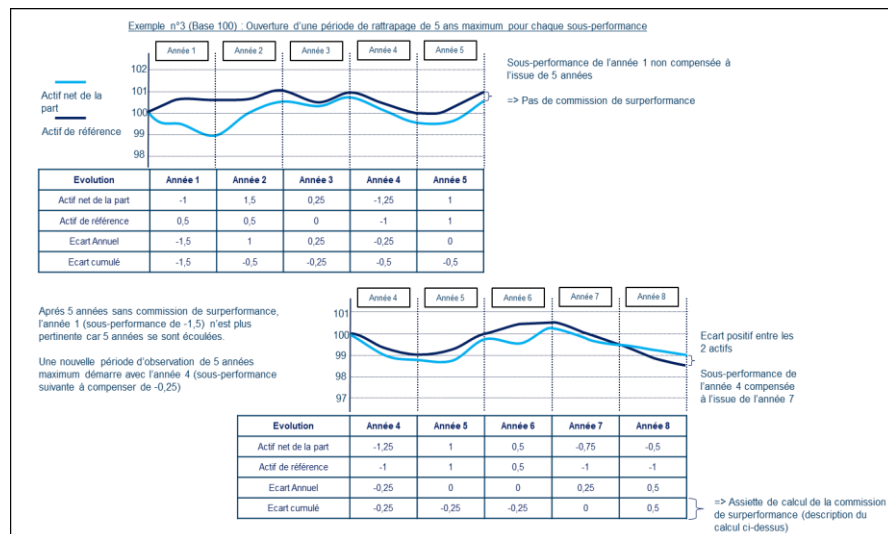 Exemple n°3 (Base 100) : Ouverture d'une période de rattrapage de 5 ans maximum pour chaque sous-performance
Année 1 Année 2 Année 3 Année 4 Année 5
102
101
100
99
98
Actif net de la part
Actif de référence
Sous-performance de l'année 1 non compensée à
l'issue de 5 années
=> Pas de commission de surperformance
Evolution Année 1 Année 2 Année 3 Année 4 Année 5
Actif net de la part -1 1,5 0,25 -1,25 1
Actif de référence 0,5 0,5 0 -1 1
Ecart Annuel -1,5 1 0,25 -0,25 0
Ecart cumulé -1,5 -0,5 -0,25 -0,5 -0,5
Aprés 5 années sans commission de surperformance,
l'année 1 (sous-performance de -1,5) n'est plus
pertinente car 5 années se sont écoulées.
Une nouvelle période d'observation de 5 années
maximum démarre avec l'année 4 (sous-performance
suivante à compenser de -0,25)
Année 4 Année 5 Année 6 Année 7 Année 8
101
100
99
98
97
Ecart positif entre les
2 actifs
Sous-performance de
l'année 4 compensée
à l'issue de l'année 7
Evolution Année 4 Année 5 Année 6 Année 7 Année 8
Actif net de la part -1,25 1 0,5 -0,75 -0,5
Actif de référence -1 1 0,5 -1 -1
Ecart Annuel -0,25 0 0 0,25 0,5
Ecart cumulé -0,25 -0,25 -0,25 0 0,5
=> Assiette de calcul de la commission
de surperformance (description du
calcul ci-dessus)